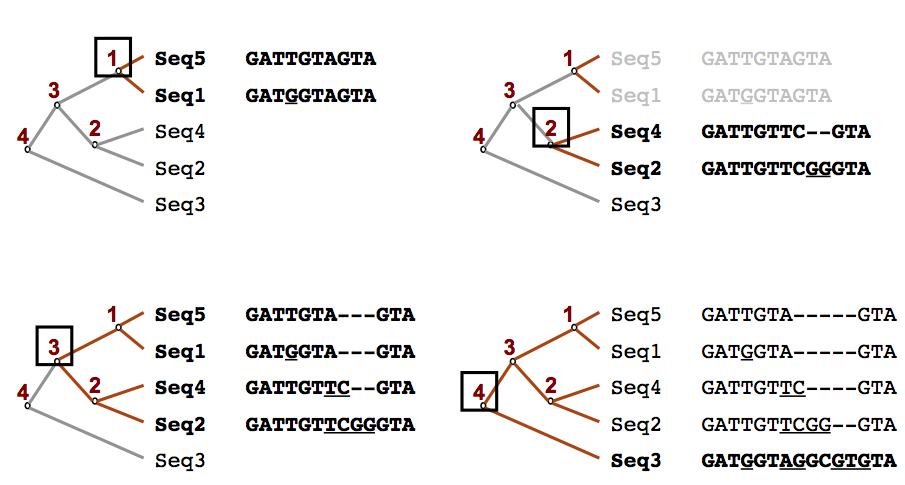 1 Seq5 GATTGTAGTA
3 Seq1 GATGGTAGTA
4 2 Seq4
Seq2
Seq3
1 Seq5 GATTGTAGTA
3 Seq1 GATGGTAGTA
4 2 Seq4 GATTGTTC--GTA
Seq2 GATTGTTCGGGTA
Seq3
1 Seq5 GATTGTA---GTA
3 Seq1 GATGGTA---GTA
4 2 Seq4 GATTGTTC--GTA
Seq2 GATTGTTCGGGTA
Seq3
1 Seq5 GATTGTA-----GTA
3 Seq1 GATGGTA-----GTA
4 2 Seq4 GATTGTTC----GTA
Seq2 GATTGTTCGG--GTA
Seq3 GATGGTAGGCGTGTA